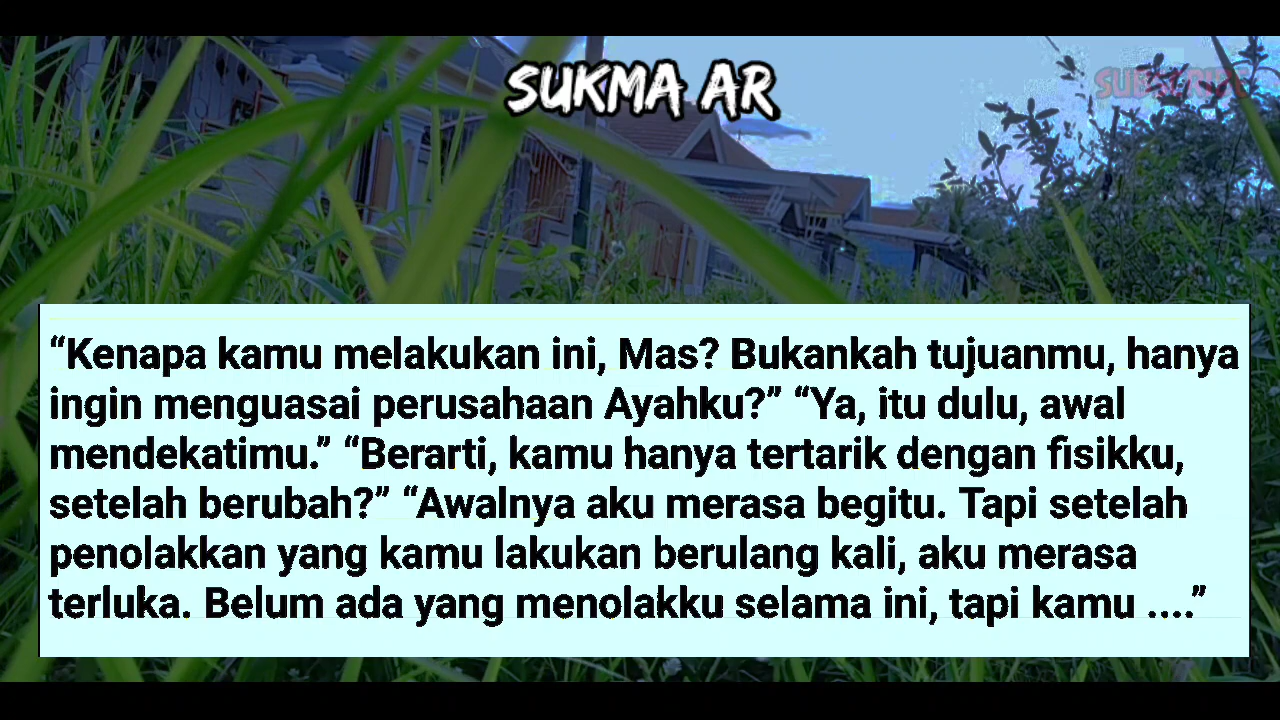 SUKMA AR
SUBSCRIBE
“Kenapa kamu melakukan ini, Mas? Bukankah tujuanmu, hanya
ingin menguasai perusahaan Ayahku?” “Ya, itu dulu, awal
mendekatimu.” “Berarti, kamu hanya tertarik dengan fisikku,
setelah berubah?” “Awalnya aku merasa begitu. Tapi setelah
penolakkan yang kamu lakukan berulang kali, aku merasa
terluka. Belum ada yang menolakku selama ini, tapi kamu ....”